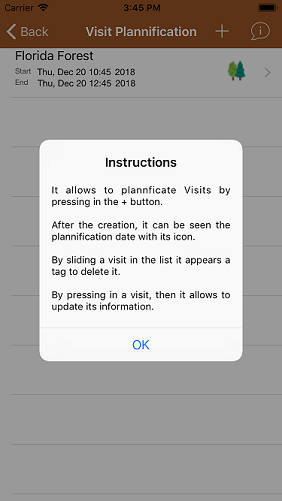 Carrier 3:45 PM
Back Visit Plannification
Florida Forest
Start Thu, Dec 20 10:45 2018
End Thu, Dec 20 12:45 2018
Instructions
It allows to plannficate Visits by
pressing in the + button.
After the creation, it can be seen the
plannification date with its icon.
By sliding a visit in the list it appears a
tag to delete it.
By pressing in a visit, then it allows to
update its information.
OK